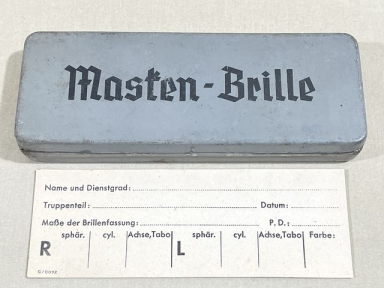 Masken-Brille
Name und Dienstgrad:
Truppenteil: Datum:
Maße der Brillenfassung: P. D.:
R sphär. cyl. Achse, Tabo L sphär. cyl. Achse, Tabo Farbe: